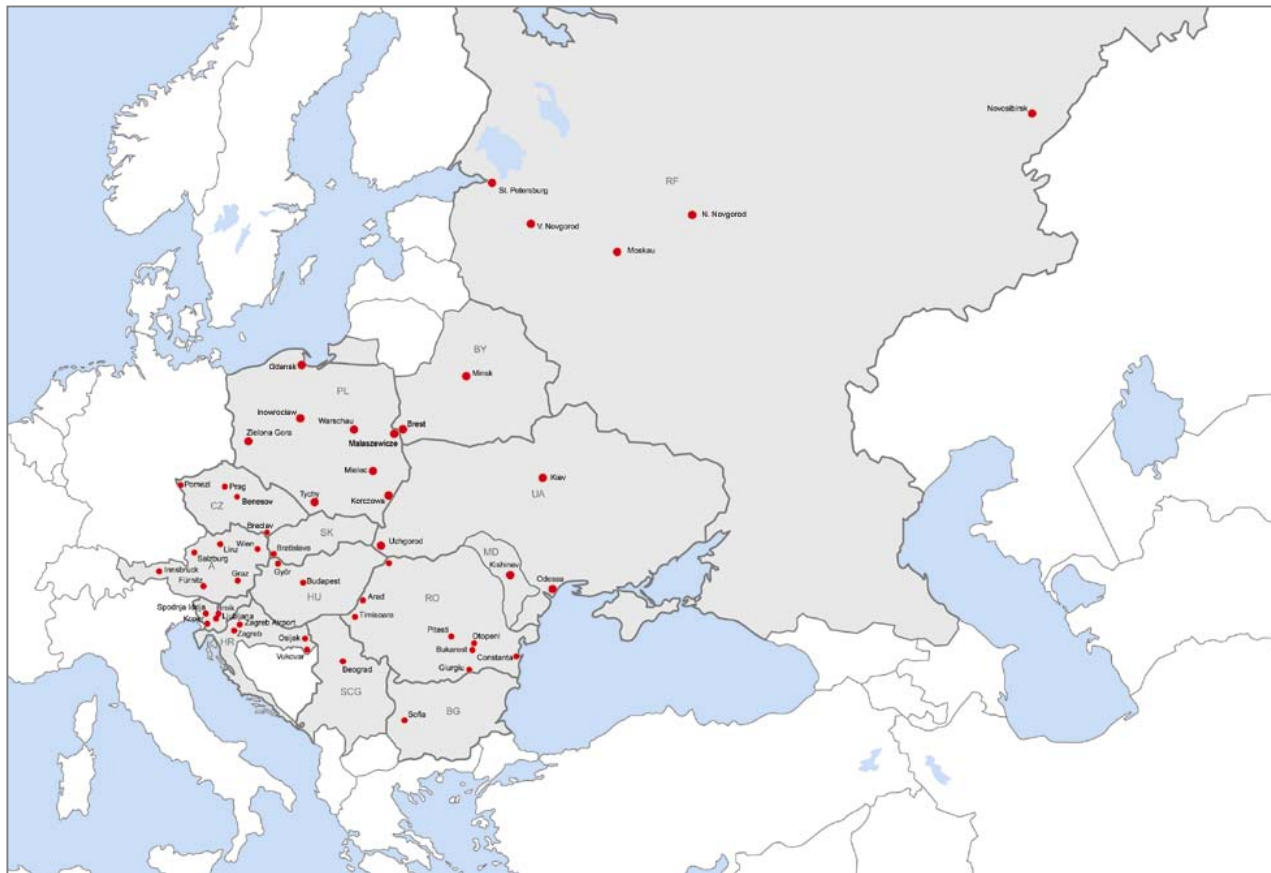 Novosibirsk
RF
St. Petersburg
N. Novgorod
V. Novgorod
Moskau
BY
Gdansk
Minsk
PL
Inowroclaw
Warschau
Brest
Zielona Gora
Malaszewicze
Mielec
Kiev
Pomezi
Prag
Benesov
Tychy
Korczowa
UA
CZ
Breclav
SK
Wien
Linz
Bratislava
Uzhgorod
Salzburg
MD
A
Innsbruck
Györ
Kishinev
Fürnitz
Graz
Budapest
Odessa
HU
RO
Arad
Spodnja Idrija
Brnik
Ljubljana
Timisoara
Koper
Zagreb Airport
Zagreb
HR
Osijek
Pitesti
Otopeni
Vukovar
Bukarest
Constanta
Beograd
Giurgiu
SCG
BG
Sofia